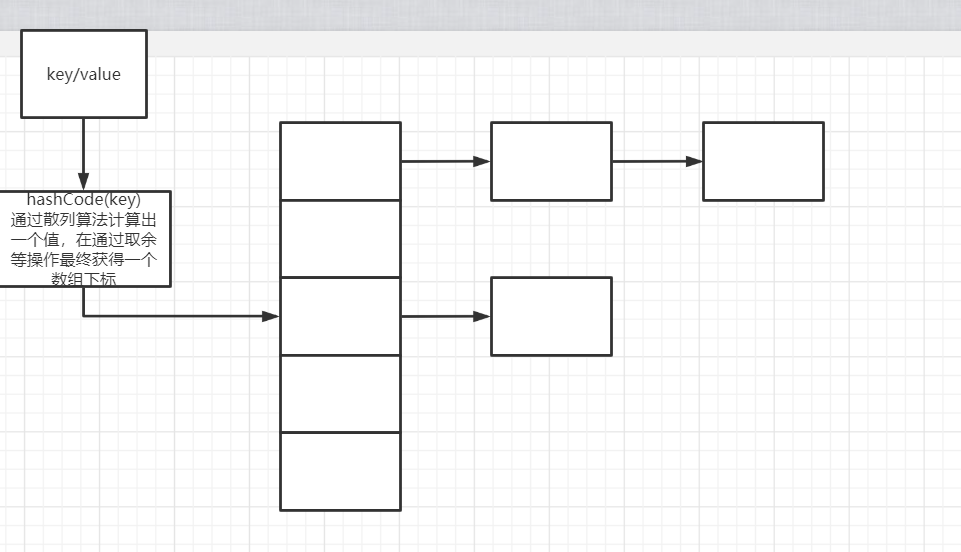 key/value
hashCode(key)
通过散列算法计算出
一个值，在通过取余
等操作最终获得一个
数组下标